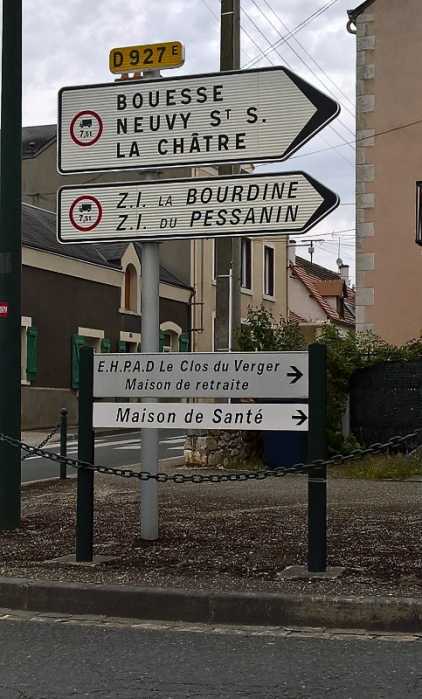 D 927 E
BOUESSE
NEUVY ST S.
LA CHÂTRE
7,5T
Z.I. LA BOURDINE
Z.I. DU PESSANIN
7,5T
E.H.P.A.D Le Clos du Verger
Maison de retraite
Maison de Santé